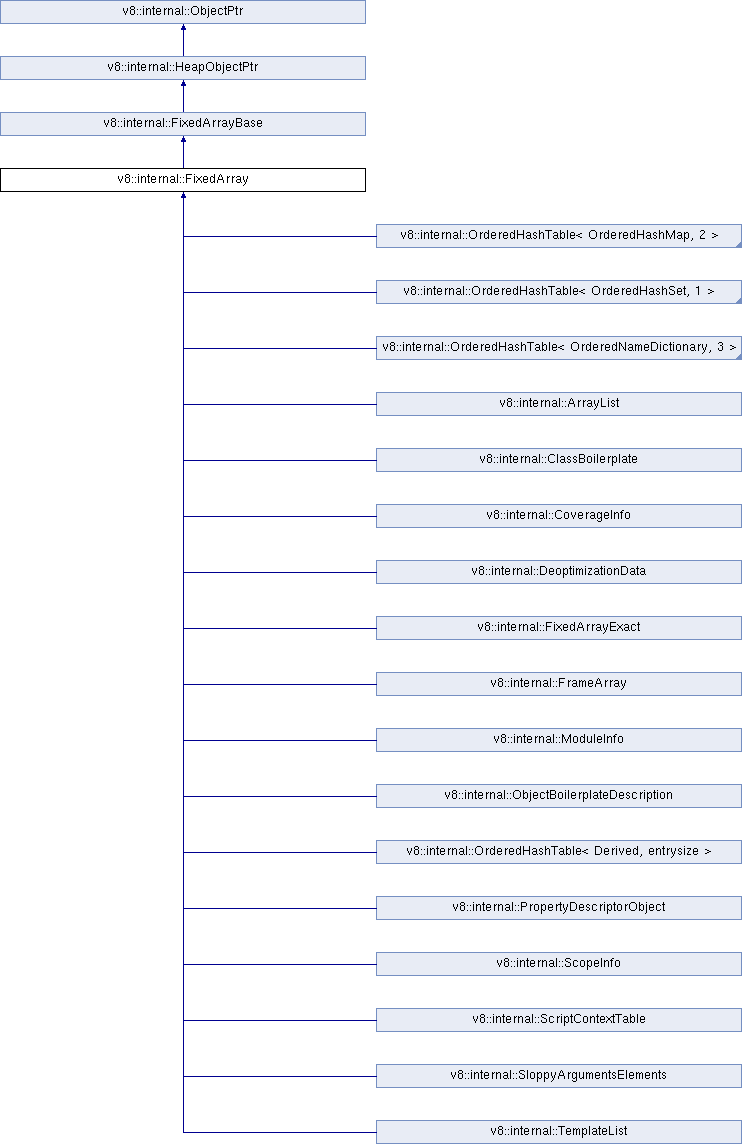 v8::internal::ObjectPtr
v8::internal::HeapObjectPtr
v8::internal::FixedArrayBase
v8::internal::FixedArray
v8::internal::OrderedHashTable< OrderedHashMap, 2 >
v8::internal::OrderedHashTable< OrderedHashSet, 1 >
v8::internal::OrderedHashTable< OrderedNameDictionary, 3 >
v8::internal::ArrayList
v8::internal::ClassBoilerplate
v8::internal::CoverageInfo
v8::internal::DeoptimizationData
v8::internal::FixedArrayExact
v8::internal::FrameArray
v8::internal::ModuleInfo
v8::internal::ObjectBoilerplateDescription
v8::internal::OrderedHashTable< Derived, entrysize >
v8::internal::PropertyDescriptorObject
v8::internal::ScopeInfo
v8::internal::ScriptContextTable
v8::internal::SloppyArgumentsElements
v8::internal::TemplateList